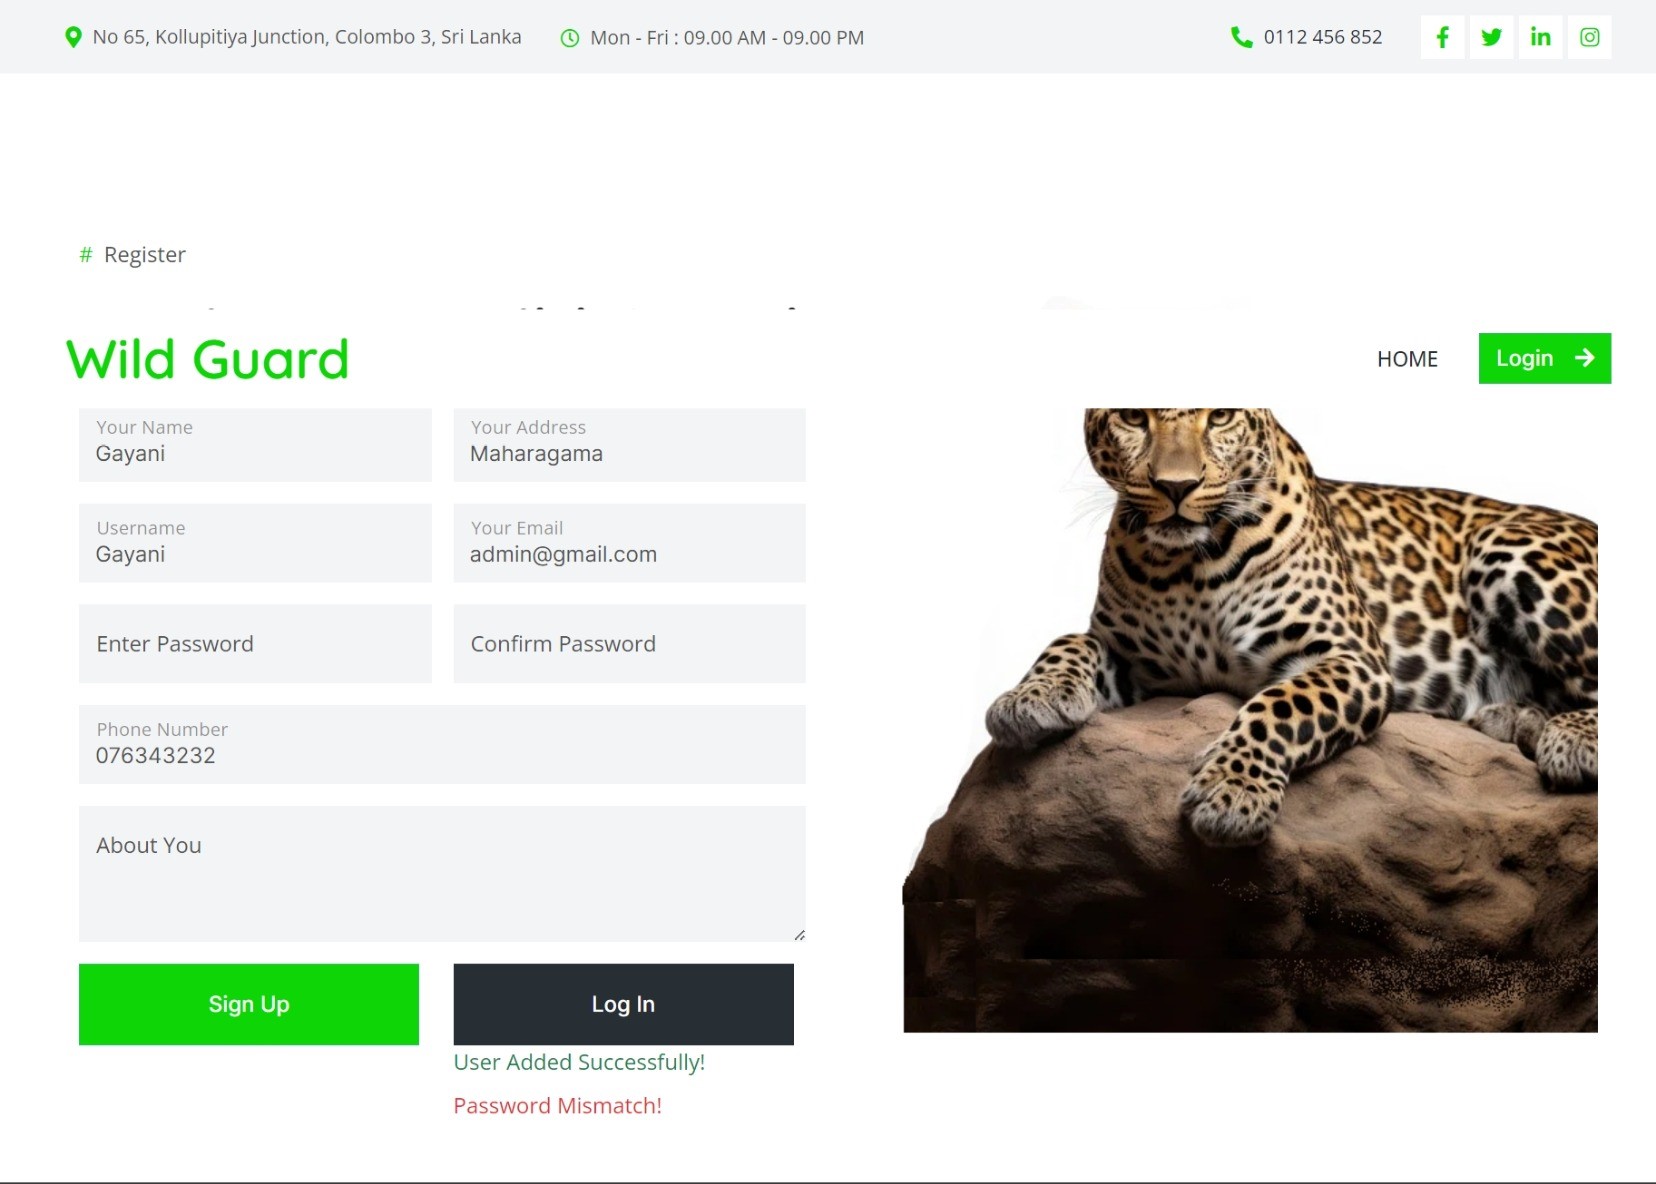 No 65, Kollupitiya Junction, Colombo 3, Sri Lanka
Mon - Fri : 09.00 AM - 09.00 PM
0112 456 852
# Register
Wild Guard
HOME
Login
Your Name
Gayani
Your Address
Maharagama
Username
Gayani
Your Email
admin@gmail.com
Enter Password
Confirm Password
Phone Number
076343232
About You
Sign Up
Log In
User Added Successfully!
Password Mismatch!